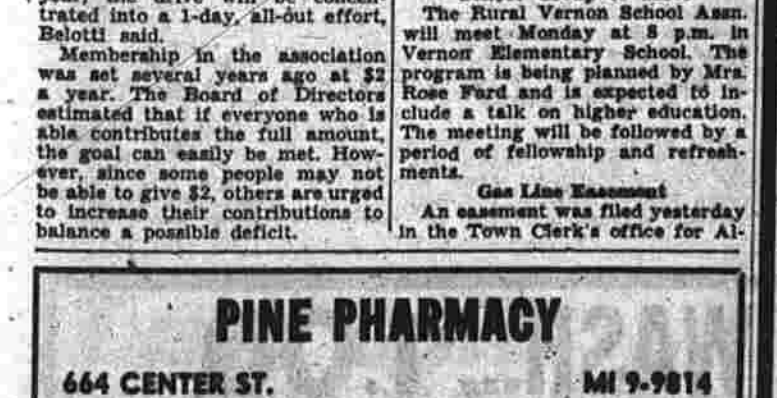 trated into a 1-day, all-out effort,
Belotti said.
Membership in the association
was set several years ago at $2
a year. The Board of Directors
estimated that if everyone who is
able contributes the full amount,
the goal can easily be met. How-
ever, since some people may not
be able to give $2, others are urged
to increase their contributions to
balance a possible deficit.
The Rural Vernon School Assn.
will meet Monday at 8 p.m. in
Vernon Elementary School. The
program is being planned by Mrs.
Rose Ford and is expected to in-
clude a talk on higher education.
The meeting will be followed by a
period of fellowship and refresh-
ments.
Gas Line Easement
An easement was filed yesterday
in the Town Clerk's office for Al-
PINE PHARMACY
664 CENTER ST.
MI 9-9814